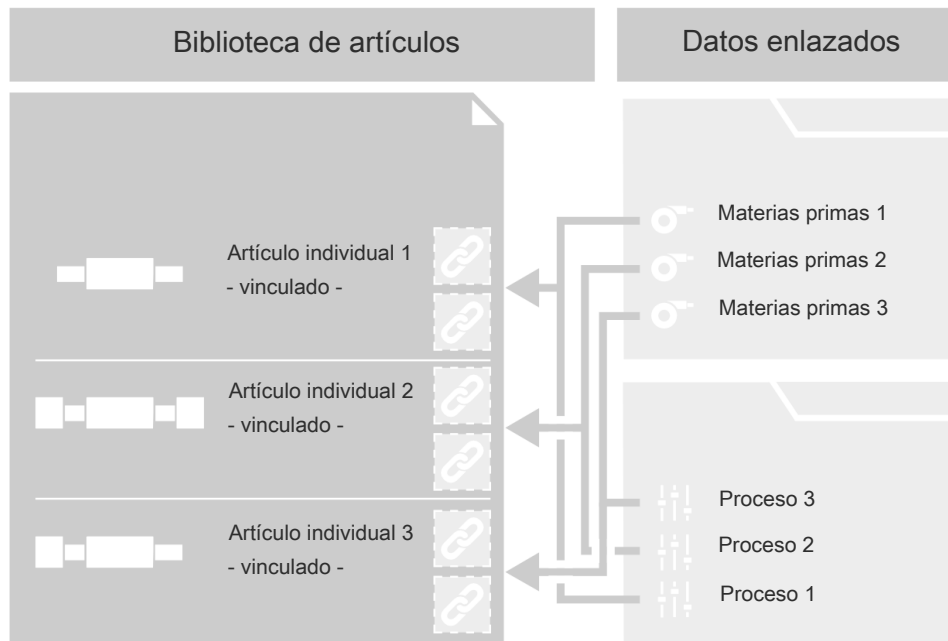 Biblioteca de artículos
Datos enlazados
Artículo individual 1
- vinculado -
Artículo individual 2
- vinculado -
Artículo individual 3
- vinculado -
Materias primas 1
Materias primas 2
Materias primas 3
Proceso 3
Proceso 2
Proceso 1